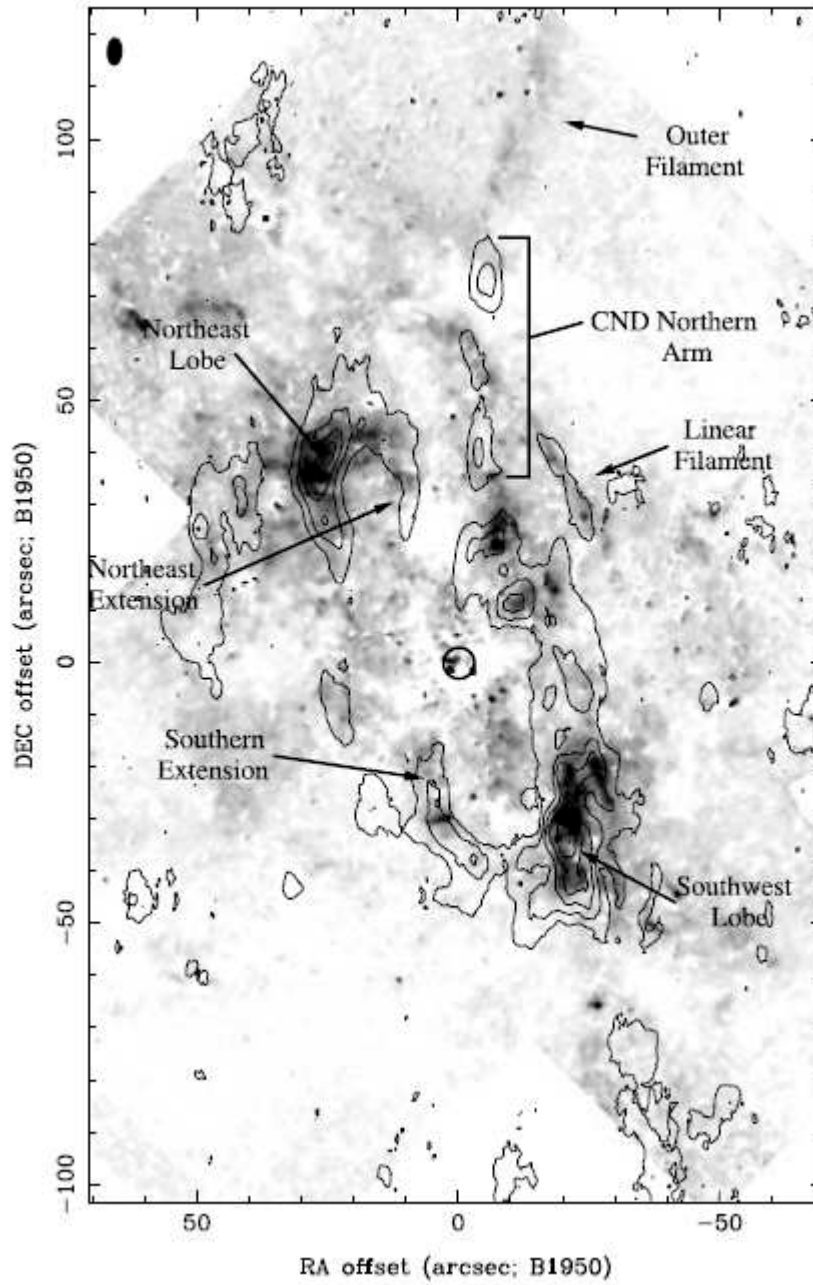 Outer
Filament
100
Northeast
Lobe
CND Northern
Arm
50
Linear
Filament
Northeast
Extension
0
Southern
Extension
Southwest
Lobe
-50
-100
DEC offset (arcsec; B1950)
50
0
-50
RA offset (arcsec; B1950)